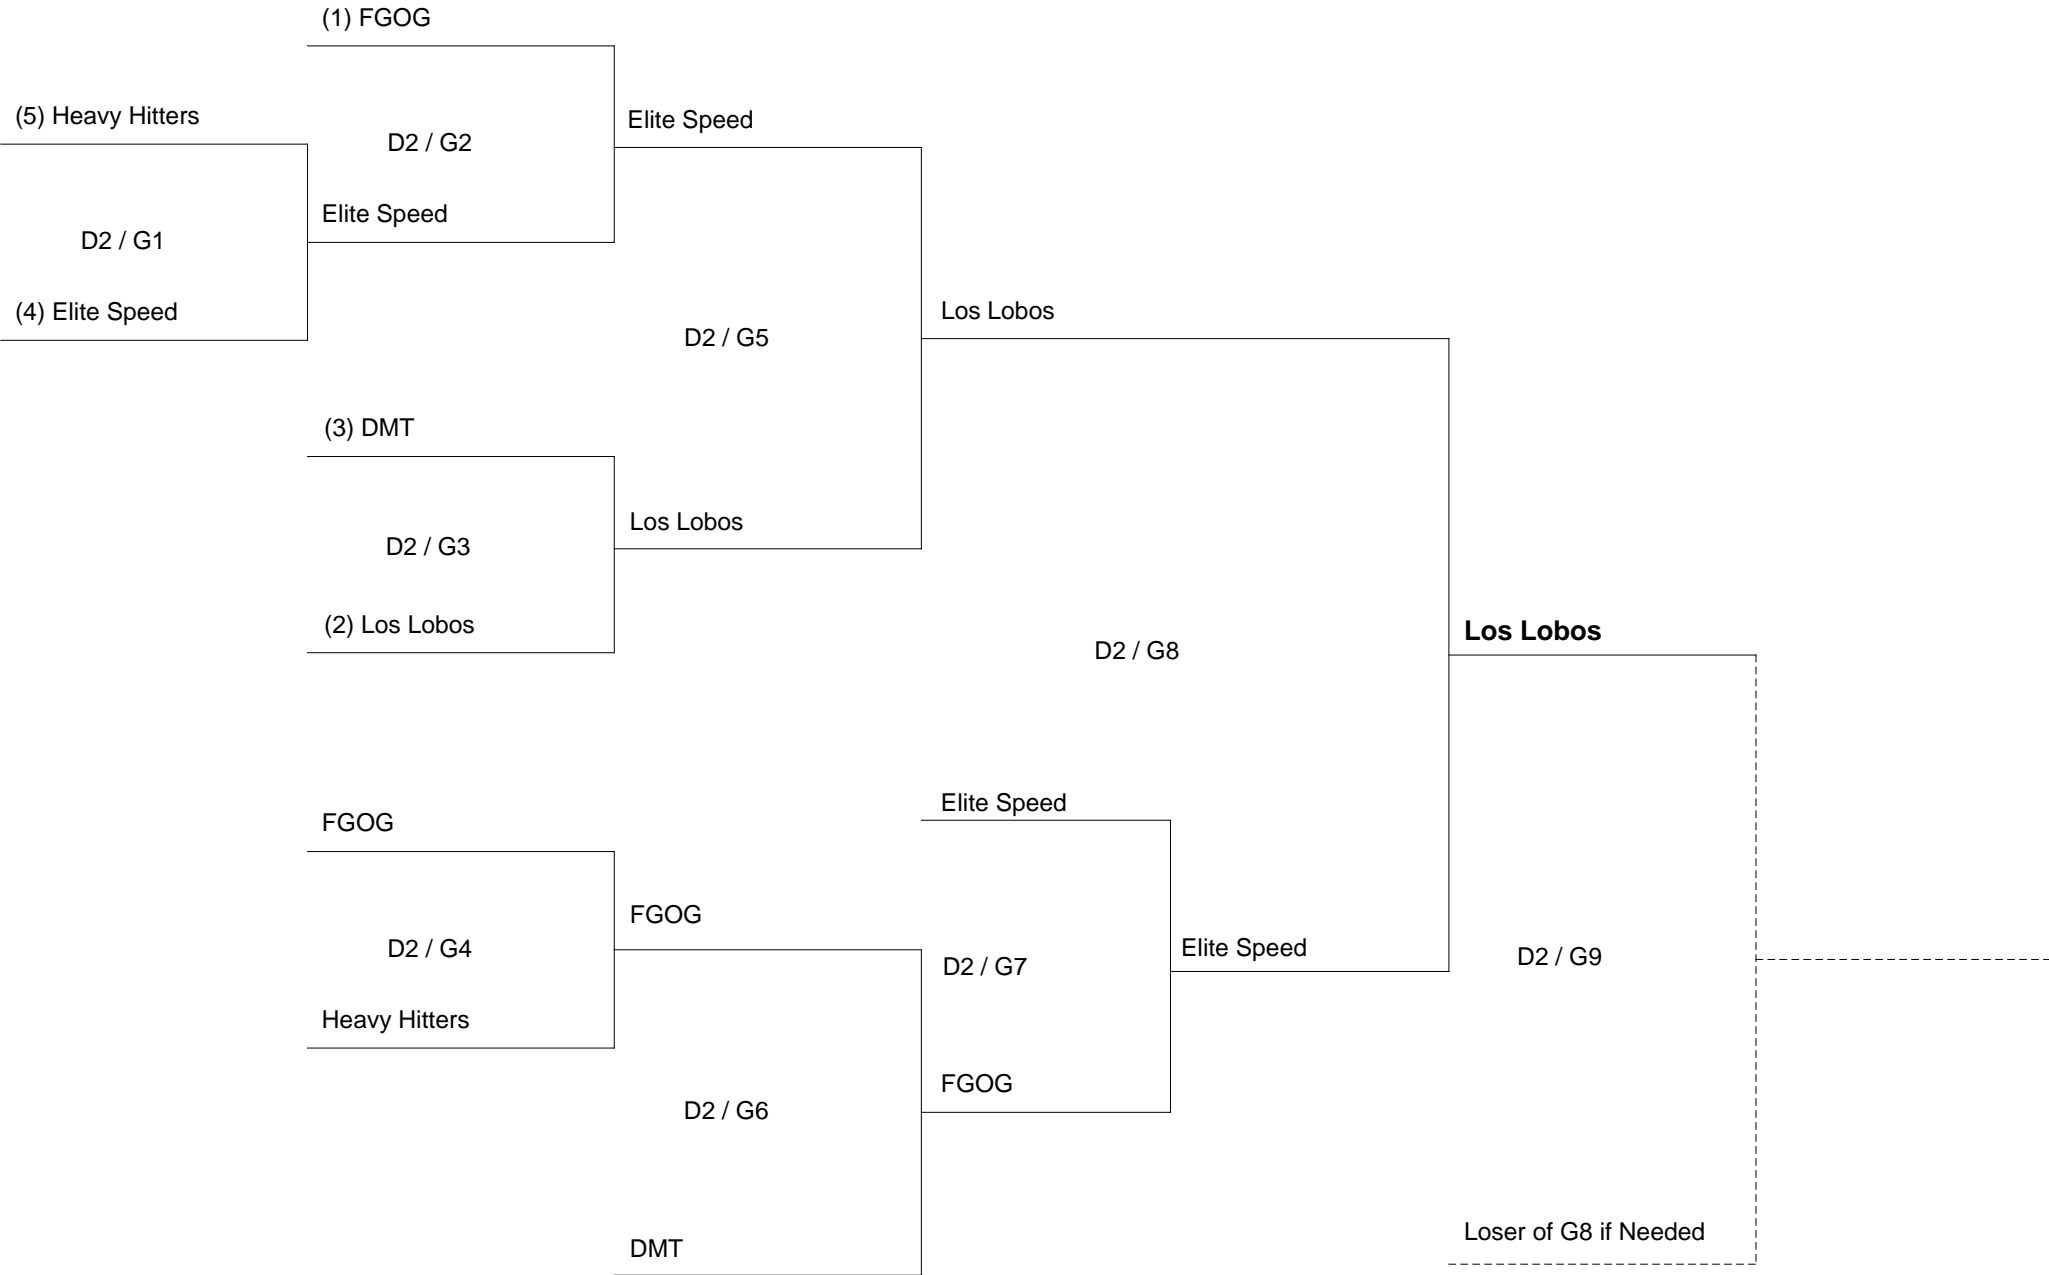 (1) FGOG
(5) Heavy Hitters
Elite Speed
D2 / G2
Elite Speed
D2 / G1
(4) Elite Speed
Los Lobos
D2 / G5
(3) DMT
Los Lobos
D2 / G3
(2) Los Lobos
Los Lobos
D2 / G8
Elite Speed
FGOG
FGOG
D2 / G4
Elite Speed
D2 / G7
D2 / G9
Heavy Hitters
FGOG
D2 / G6
Loser of G8 if Needed
DMT